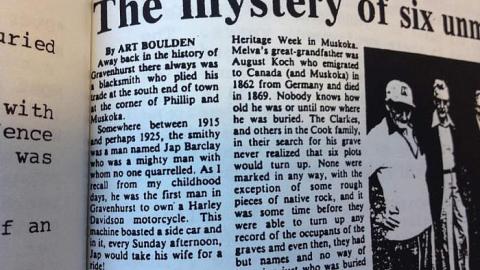 The mystery of six unm
uried
with
ence
was
f an
By ART BOULDEN
Away back in the history of
Gravenhurst there always was
a blacksmith who plied his
trade at the south end of town
at the corner of Phillip and
Muskoka.
Somewhere between 1915
and perhaps 1925, the smithy
was a man named Jap Barclay
who was a mighty man with
whom no one quarrelled. As I
recall from my childhood
days, he was the first man in
Gravenhurst to own a Harley
Davidson motorcycle. This
machine boasted a side car and
in it, every Sunday afternoon,
Jap would take his wife for a
ride!
Heritage Week in Muskoka.
Melva's great-grandfather was
August Koch who emigrated
to Canada (and Muskoka) in
1862 from Germany and died
in 1869. Nobody knows how
old he was or until now where
he was buried. The Clarkes,
and others in the Cook family,
in their search for his grave
never realized that six plots
would turn up. None were
marked in any way, with the
exception of some rough
pieces of native rock, and it
was some time before they
were able to turn up any
record of the occupants of the
graves and even then, they had
but names and no way of
just who was buried